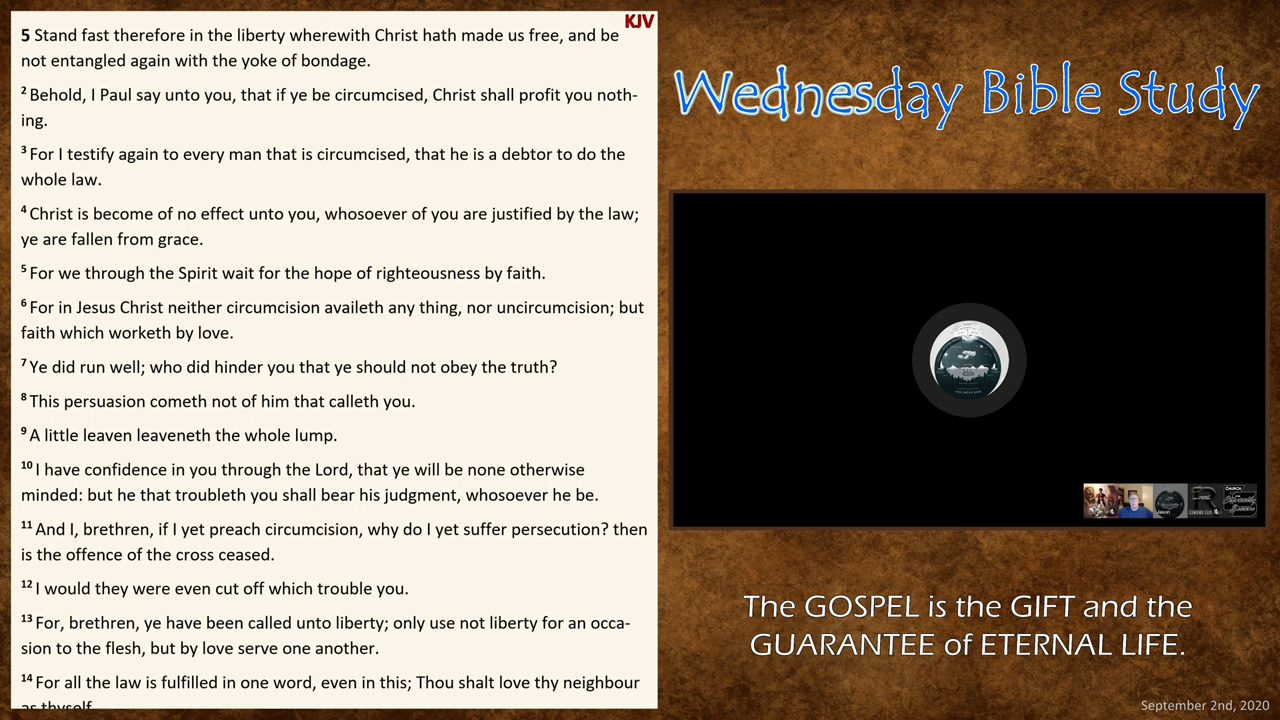 KJV
5 Stand fast therefore in the liberty wherewith Christ hath made us free, and be
not entangled again with the yoke of bondage.
2 Behold, I Paul say unto you, that if ye be circumcised, Christ shall profit you noth-
ing.
3 For I testify again to every man that is circumcised, that he is a debtor to do the
whole law.
4 Christ is become of no effect unto you, whosoever of you are justified by the law;
ye are fallen from grace.
5 For we through the Spirit wait for the hope of righteousness by faith.
6 For in Jesus Christ neither circumcision availeth any thing, nor uncircumcision; but
faith which worketh by love.
7 Ye did run well; who did hinder you that ye should not obey the truth?
8 This persuasion cometh not of him that calleth you.
9 A little leaven leaveneth the whole lump.
10 I have confidence in you through the Lord, that ye will be none otherwise
minded: but he that troubleth you shall bear his judgment, whosoever he be.
11 And I, brethren, if I yet preach circumcision, why do I yet suffer persecution? then
is the offence of the cross ceased.
12 I would they were even cut off which trouble you.
13 For, brethren, ye have been called unto liberty; only use not liberty for an occa-
sion to the flesh, but by love serve one another.
14 For all the law is fulfilled in one word, even in this; Thou shalt love thy neighbour
as thyself
Wednesday Bible Study
Jason
The GOSPEL is the GIFT and the
GUARANTEE of ETERNAL LIFE.
September 2nd, 2020